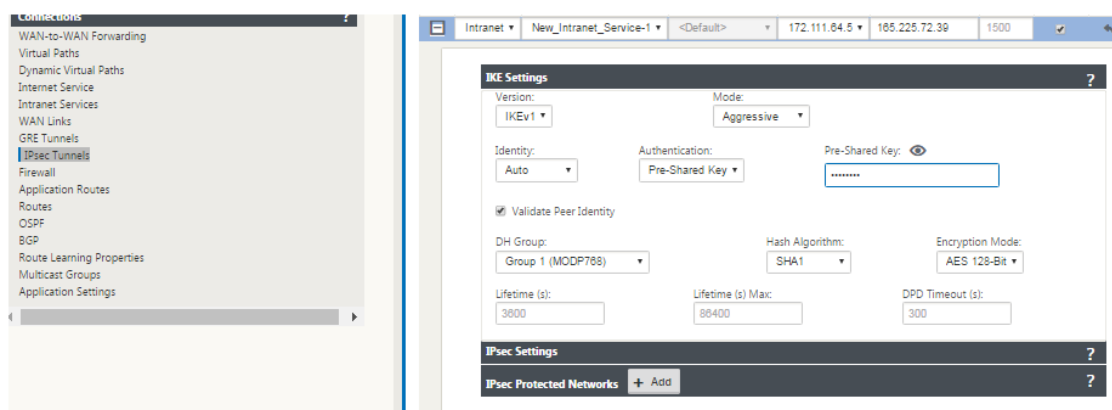 Connections ?
WAN-to-WAN Forwarding
Virtual Paths
Dynamic Virtual Paths
Internet Service
Intranet Services
WAN Links
GRE Tunnels
IPsec Tunnels
Firewall
Application Routes
Routes
OSPF
BGP
Route Learning Properties
Multicast Groups
Application Settings
Intranet New_Intranet_Service-1 <Default> 172.111.64.5 165.225.72.39 1500
IKE Settings ?
Version: Mode:
IKEv1 Aggressive
Identity: Authentication: Pre-Shared Key:
Auto Pre-Shared Key ········
Validate Peer Identity
DH Group: Hash Algorithm: Encryption Mode:
Group 1 (MODP768) SHA1 AES 128-Bit
Lifetime (s): Lifetime (s) Max: DPD Timeout (s):
3600 86400 300
IPsec Settings ?
IPsec Protected Networks + Add ?